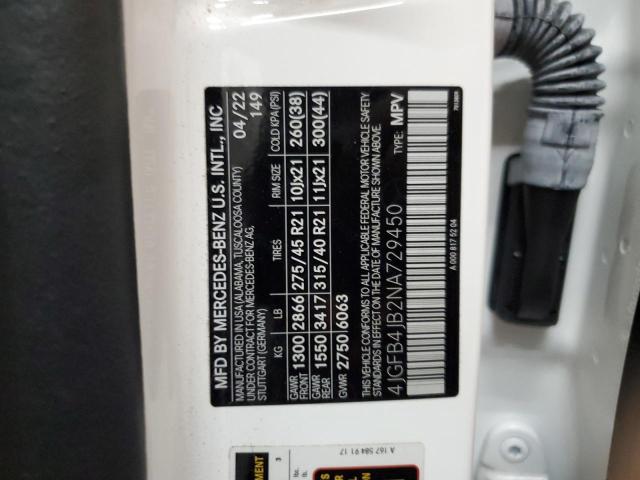 MFD BY MERCEDES-BENZ U.S. INTL., INC
MANUFACTURED IN USA (ALABAMA, TUSCALOOSA COUNTY)
UNDER CONTRACT FOR MERCEDES-BENZ AG,
STUTTGART (GERMANY)
04/22
149
KG LB TIRES RIM SIZE COLD KPA (PSI)
GAWR FRONT 1300 2866 275/45 R21 10Jx21 260(38)
GAWR REAR 1550 3417 315/40 R21 11Jx21 300(44)
GVWR 2750 6063
THIS VEHICLE CONFORMS TO ALL APPLICABLE FEDERAL MOTOR VEHICLE SAFETY
STANDARDS IN EFFECT ON THE DATE OF MANUFACTURE SHOWN ABOVE.
4JGFB4JB2NA729450 TYPE: MPV
A 000 817 52 04
A 167 584 91 17